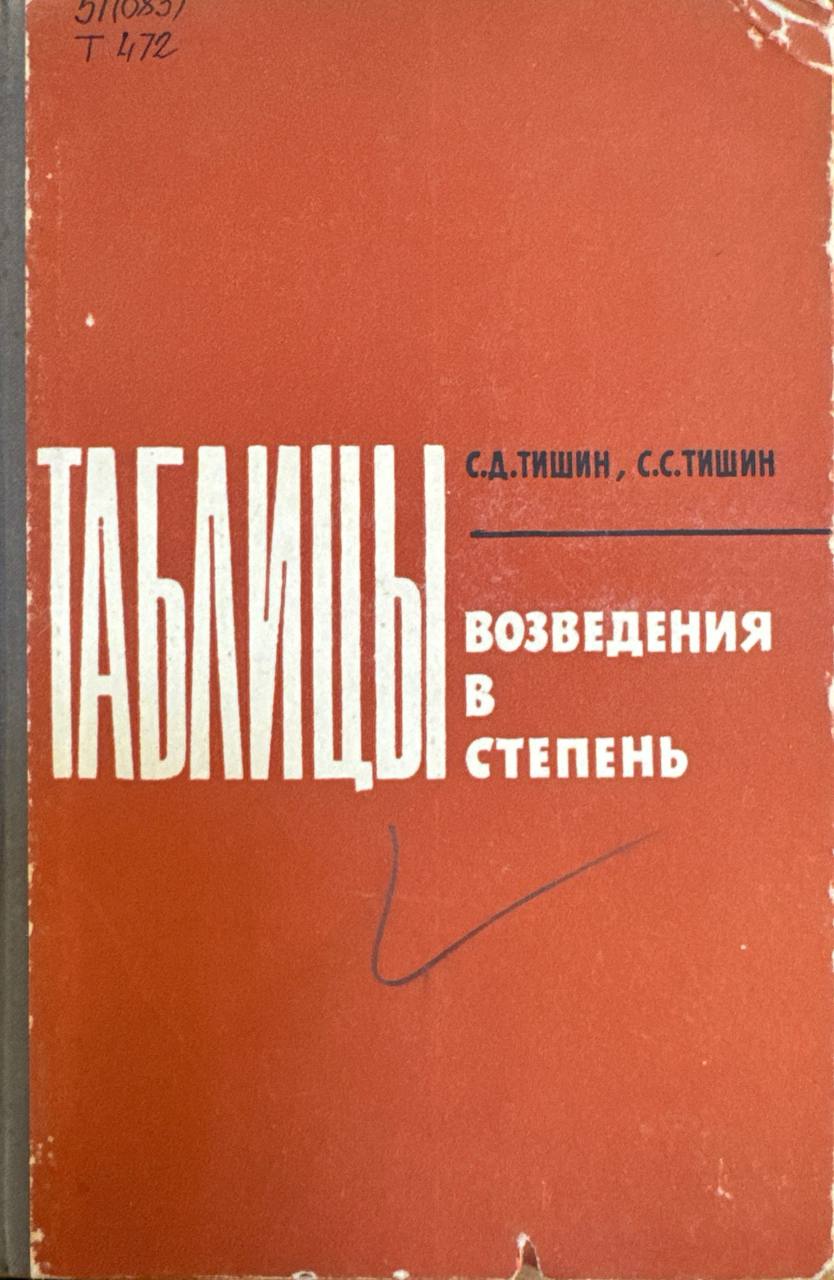 51(083)
Т 472
С.Д.ТИШИН, С.С.ТИШИН
ТАБЛИЦЫ
ВОЗВЕДЕНИЯ
В
СТЕПЕНЬ